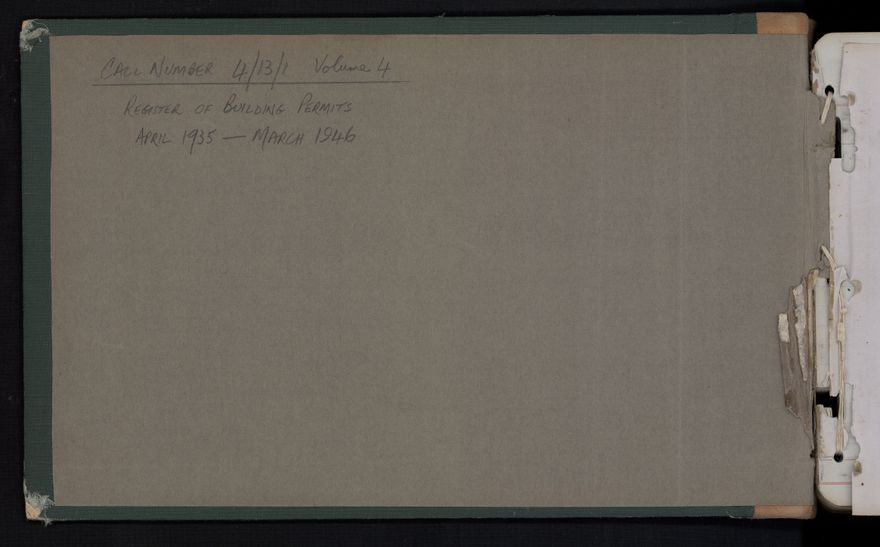 CALL NUMBER 4/13/1 Volume 4
REGISTER OF BUILDING PERMITS
APRIL 1935 — MARCH 1946